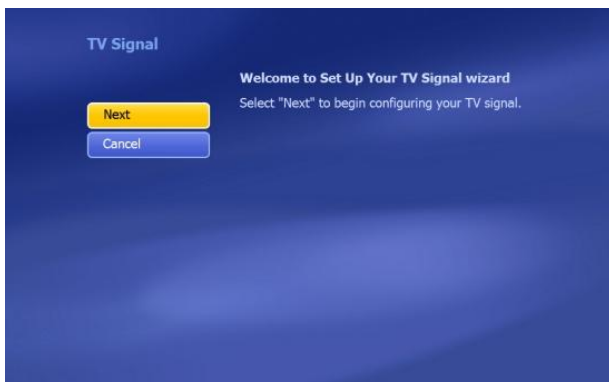 TV Signal
Welcome to Set Up Your TV Signal wizard
Select "Next" to begin configuring your TV signal.
Next
Cancel